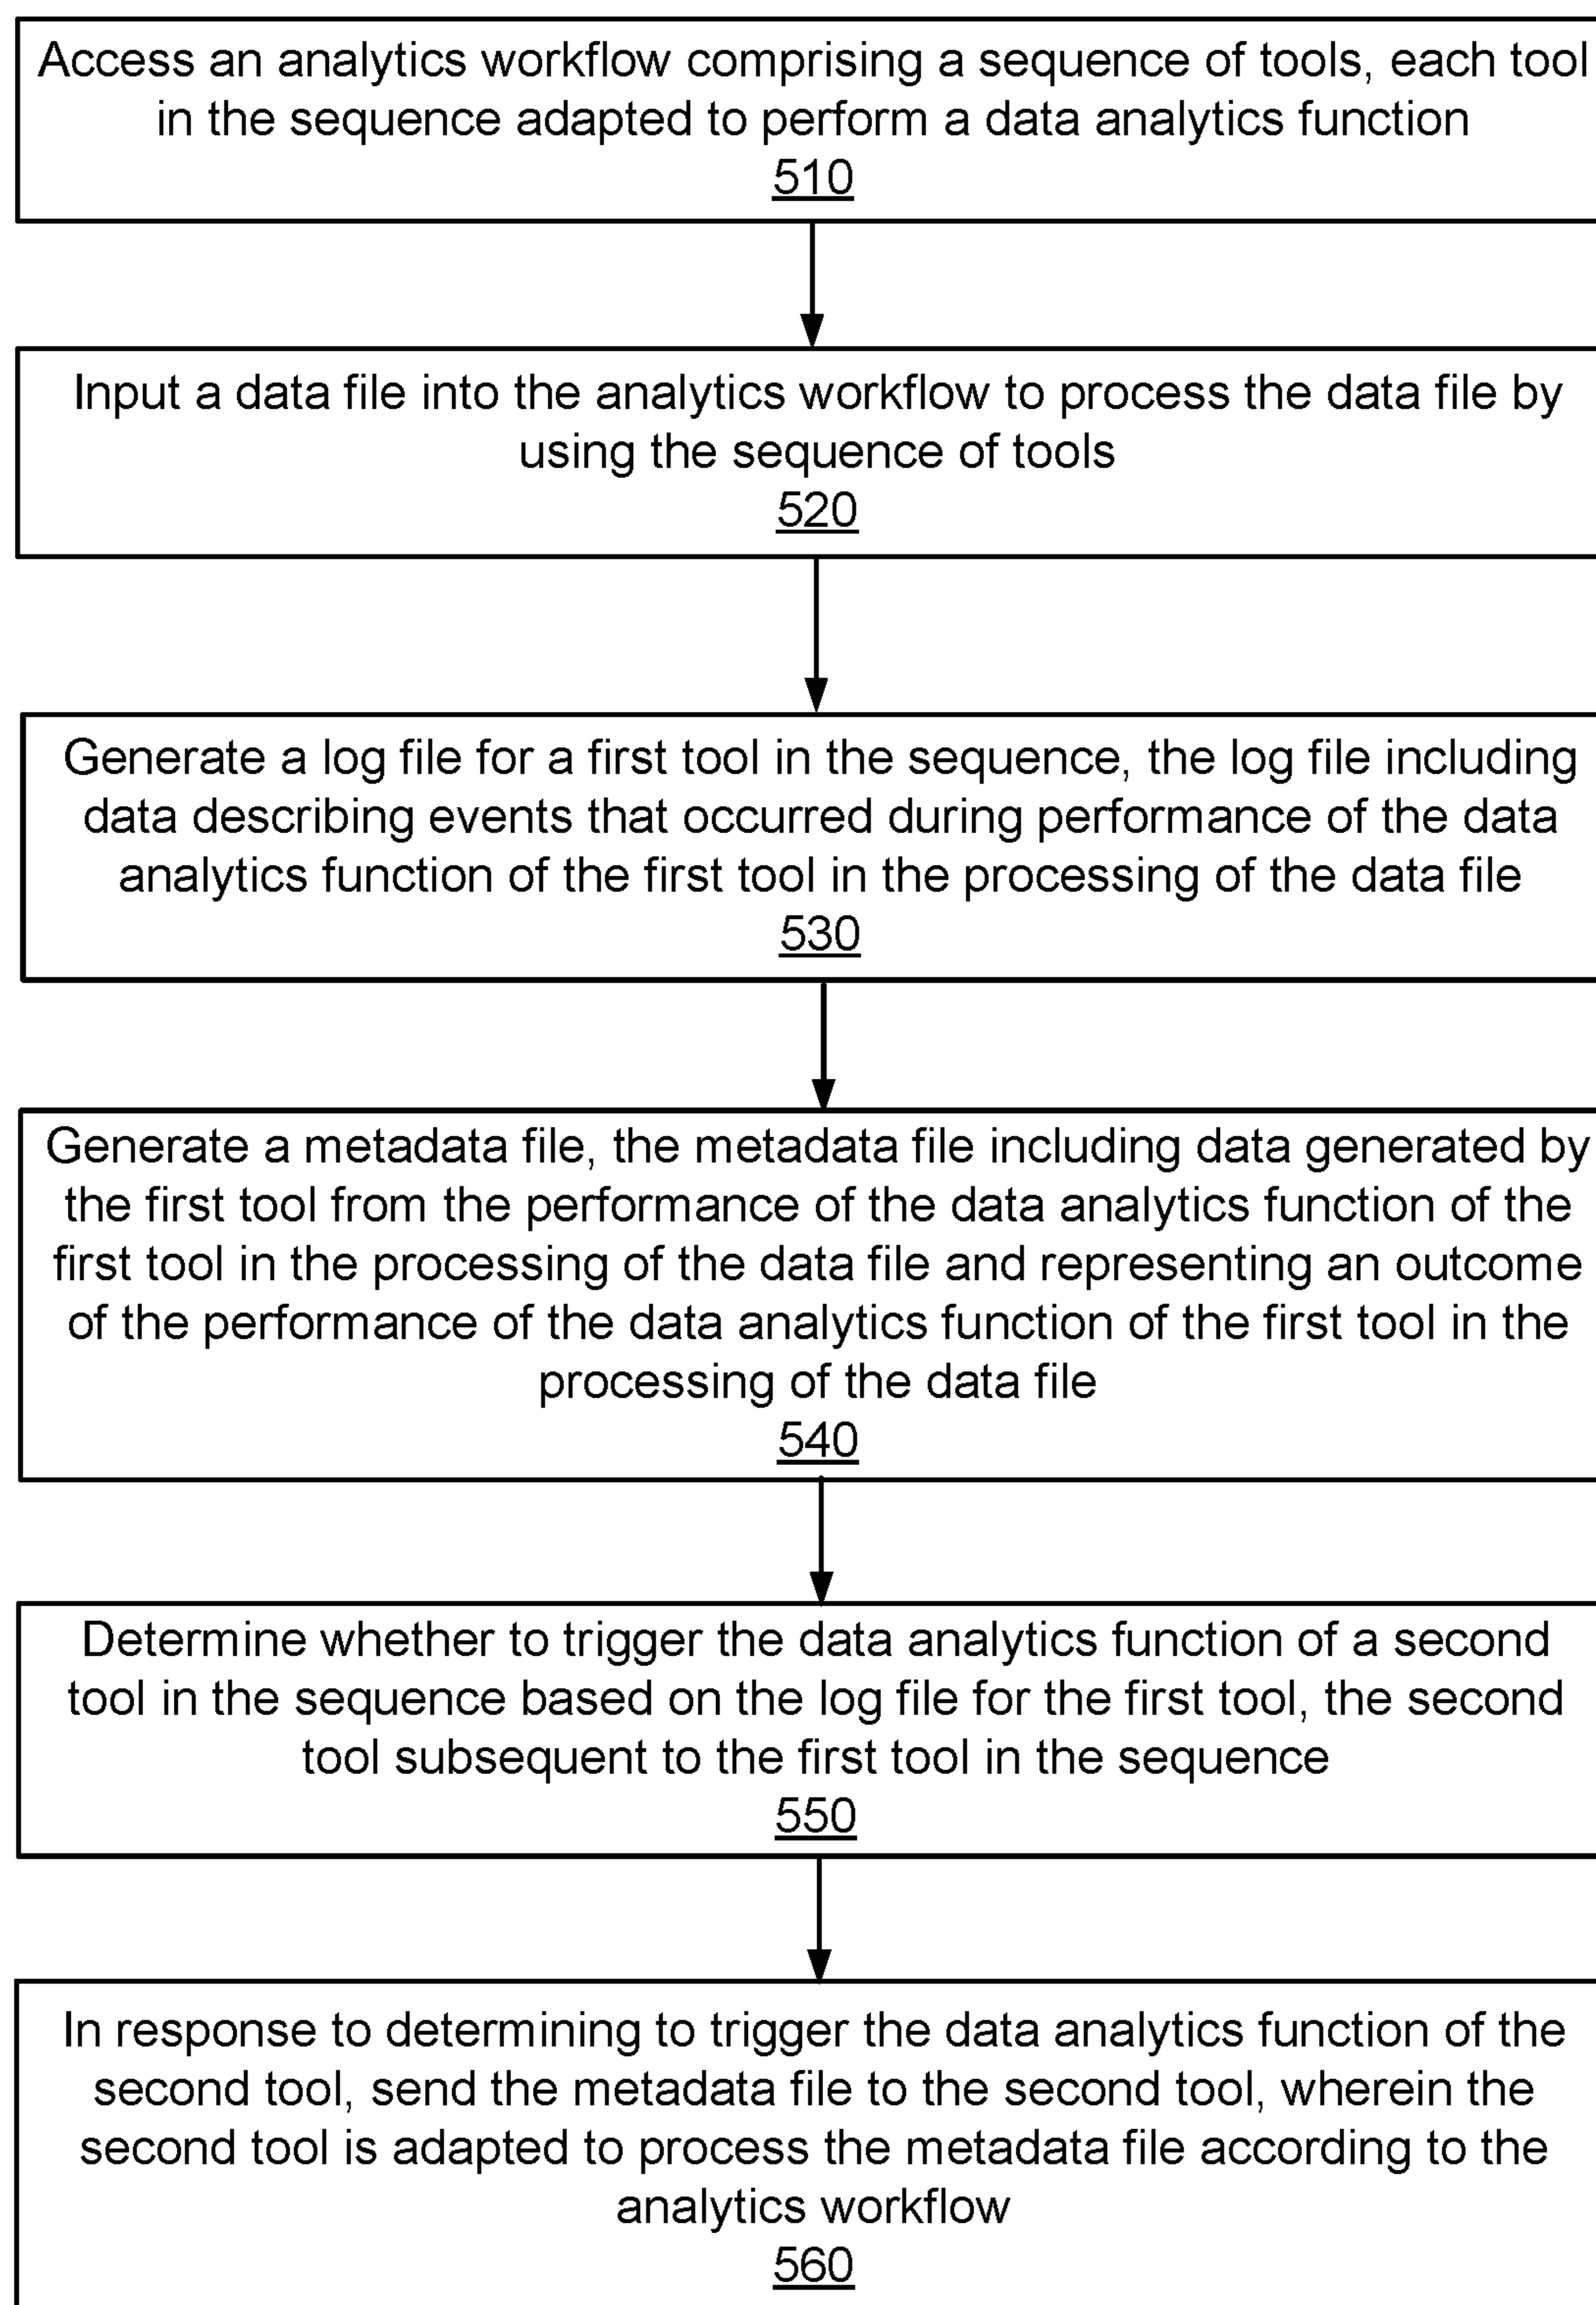 Access an analytics workflow comprising a sequence of tools, each tool
in the sequence adapted to perform a data analytics function
510
Input a data file into the analytics workflow to process the data file by
using the sequence of tools
520
Generate a log file for a first tool in the sequence, the log file including
data describing events that occurred during performance of the data
analytics function of the first tool in the processing of the data file
530
Generate a metadata file, the metadata file including data generated by
the first tool from the performance of the data analytics function of the
first tool in the processing of the data file and representing an outcome
of the performance of the data analytics function of the first tool in the
processing of the data file
540
Determine whether to trigger the data analytics function of a second
tool in the sequence based on the log file for the first tool, the second
tool subsequent to the first tool in the sequence
550
In response to determining to trigger the data analytics function of the
second tool, send the metadata file to the second tool, wherein the
second tool is adapted to process the metadata file according to the
analytics workflow
560